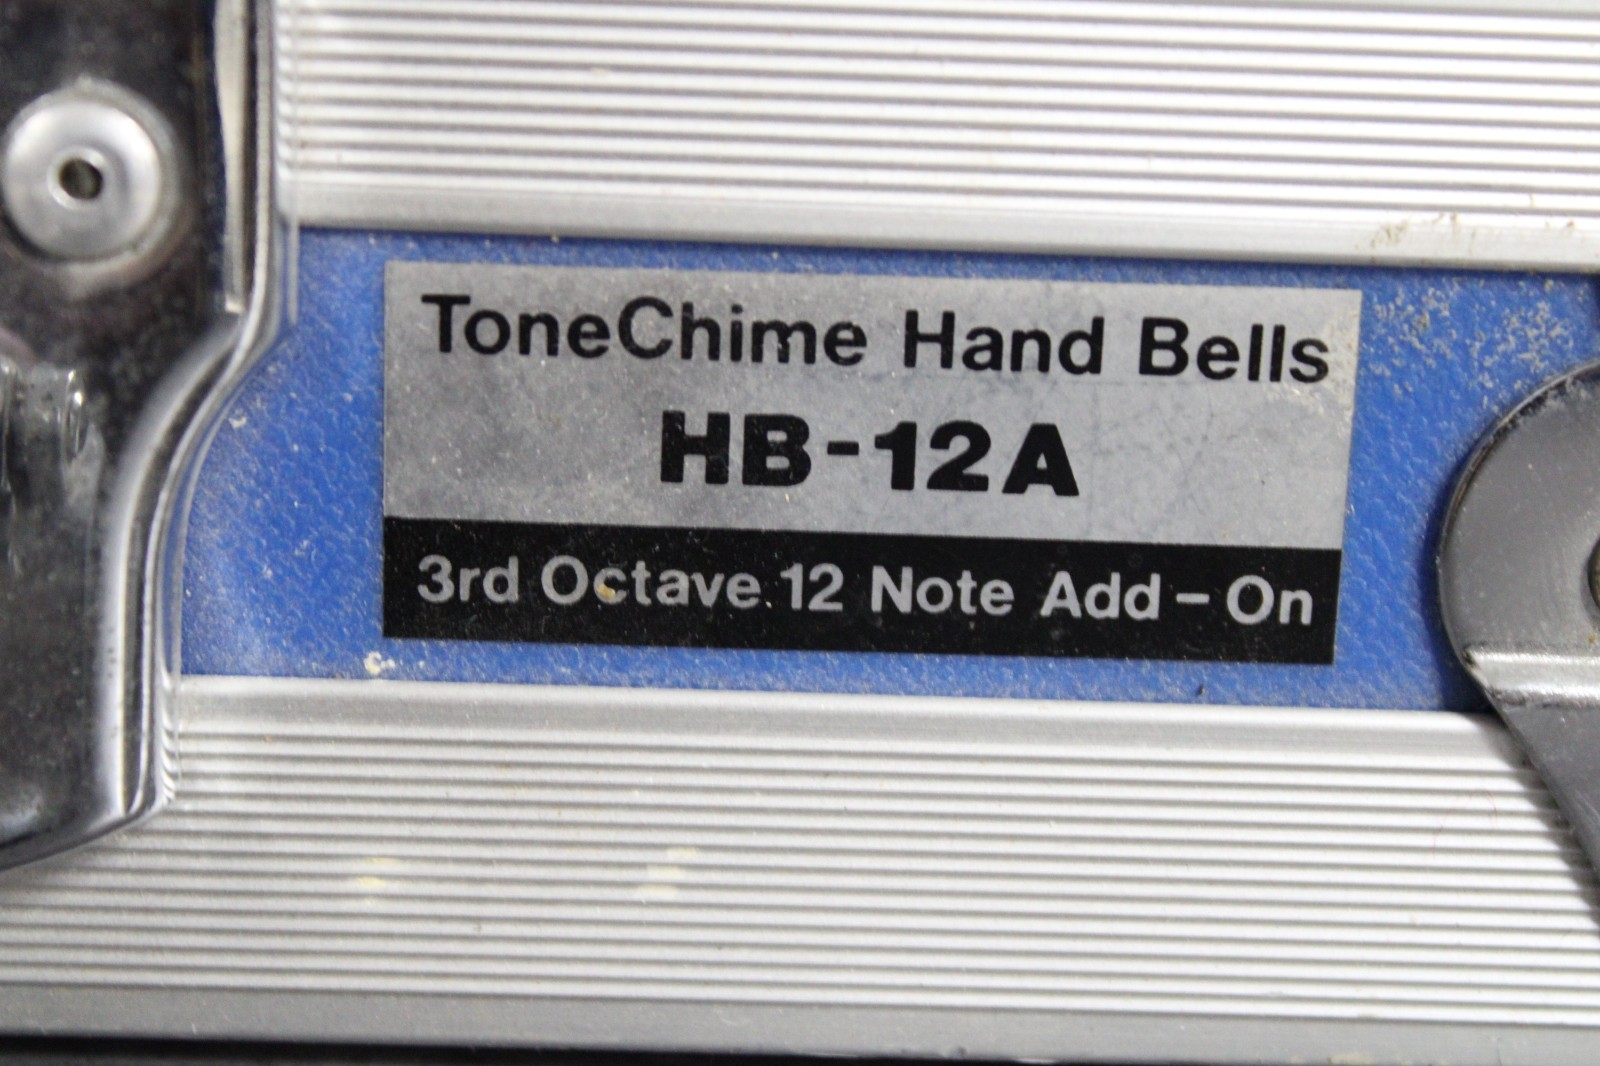 ToneChime Hand Bells
HB-12A
3rd Octave 12 Note Add-On